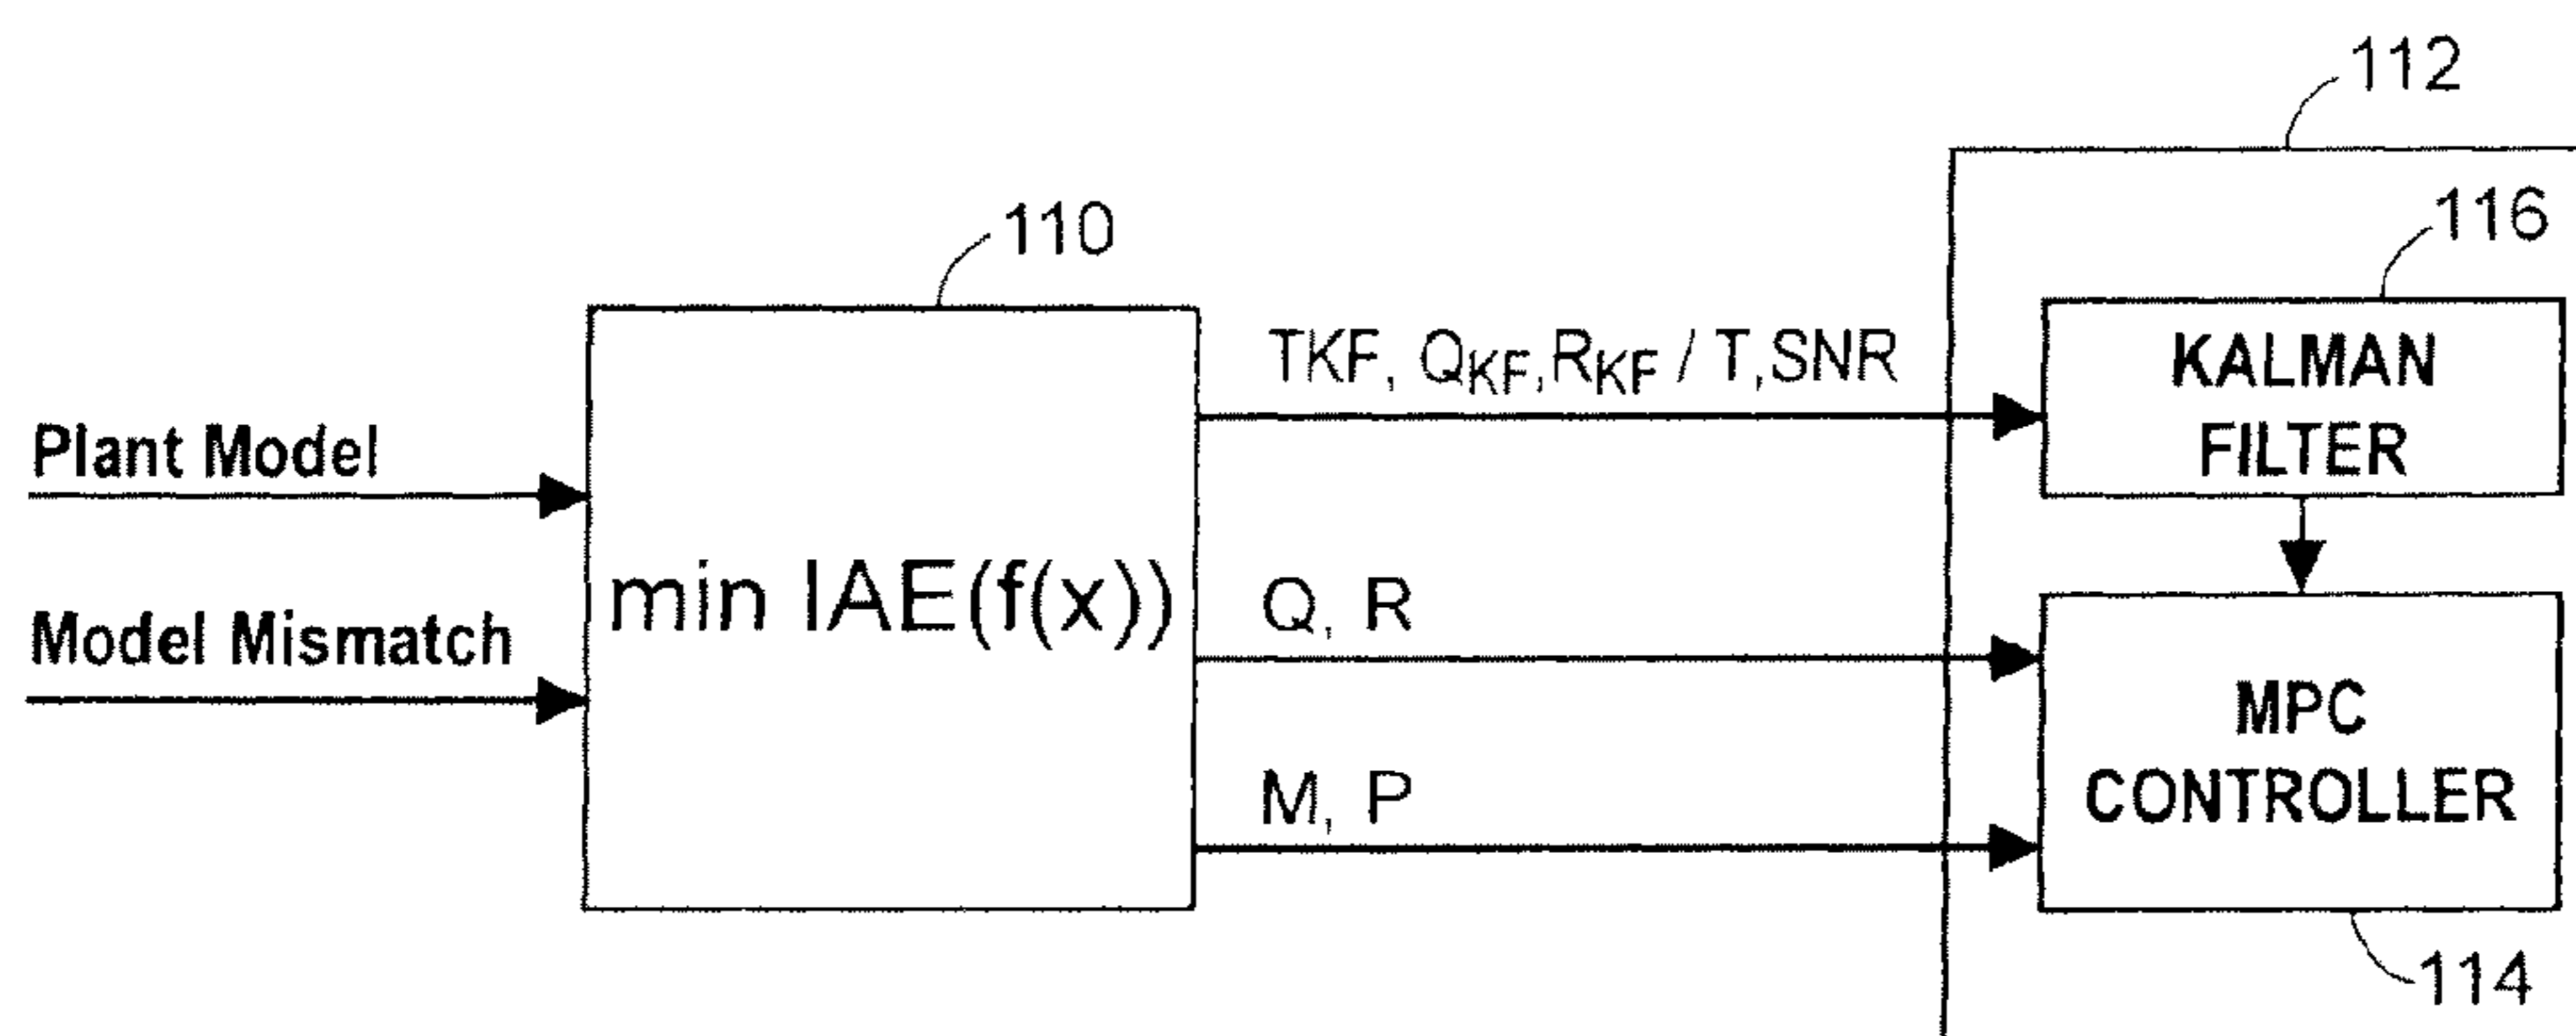 112
116
110
TKF, QKF,RKF / T,SNR
KALMAN
FILTER
Plant Model
min IAE(f(x))
Q, R
Model Mismatch
MPC
CONTROLLER
M, P
114